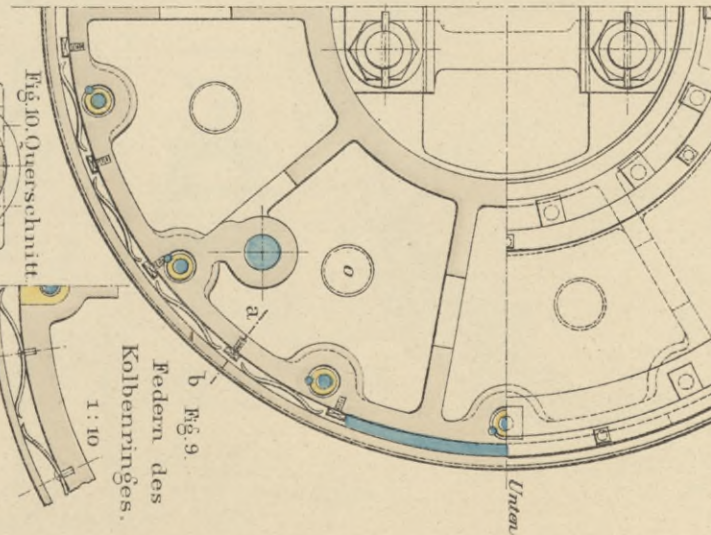 Fig.10. Querschnitt.
o
a
b
Fig.9.
Federn des
Kolbenringes.
1:10
Unten